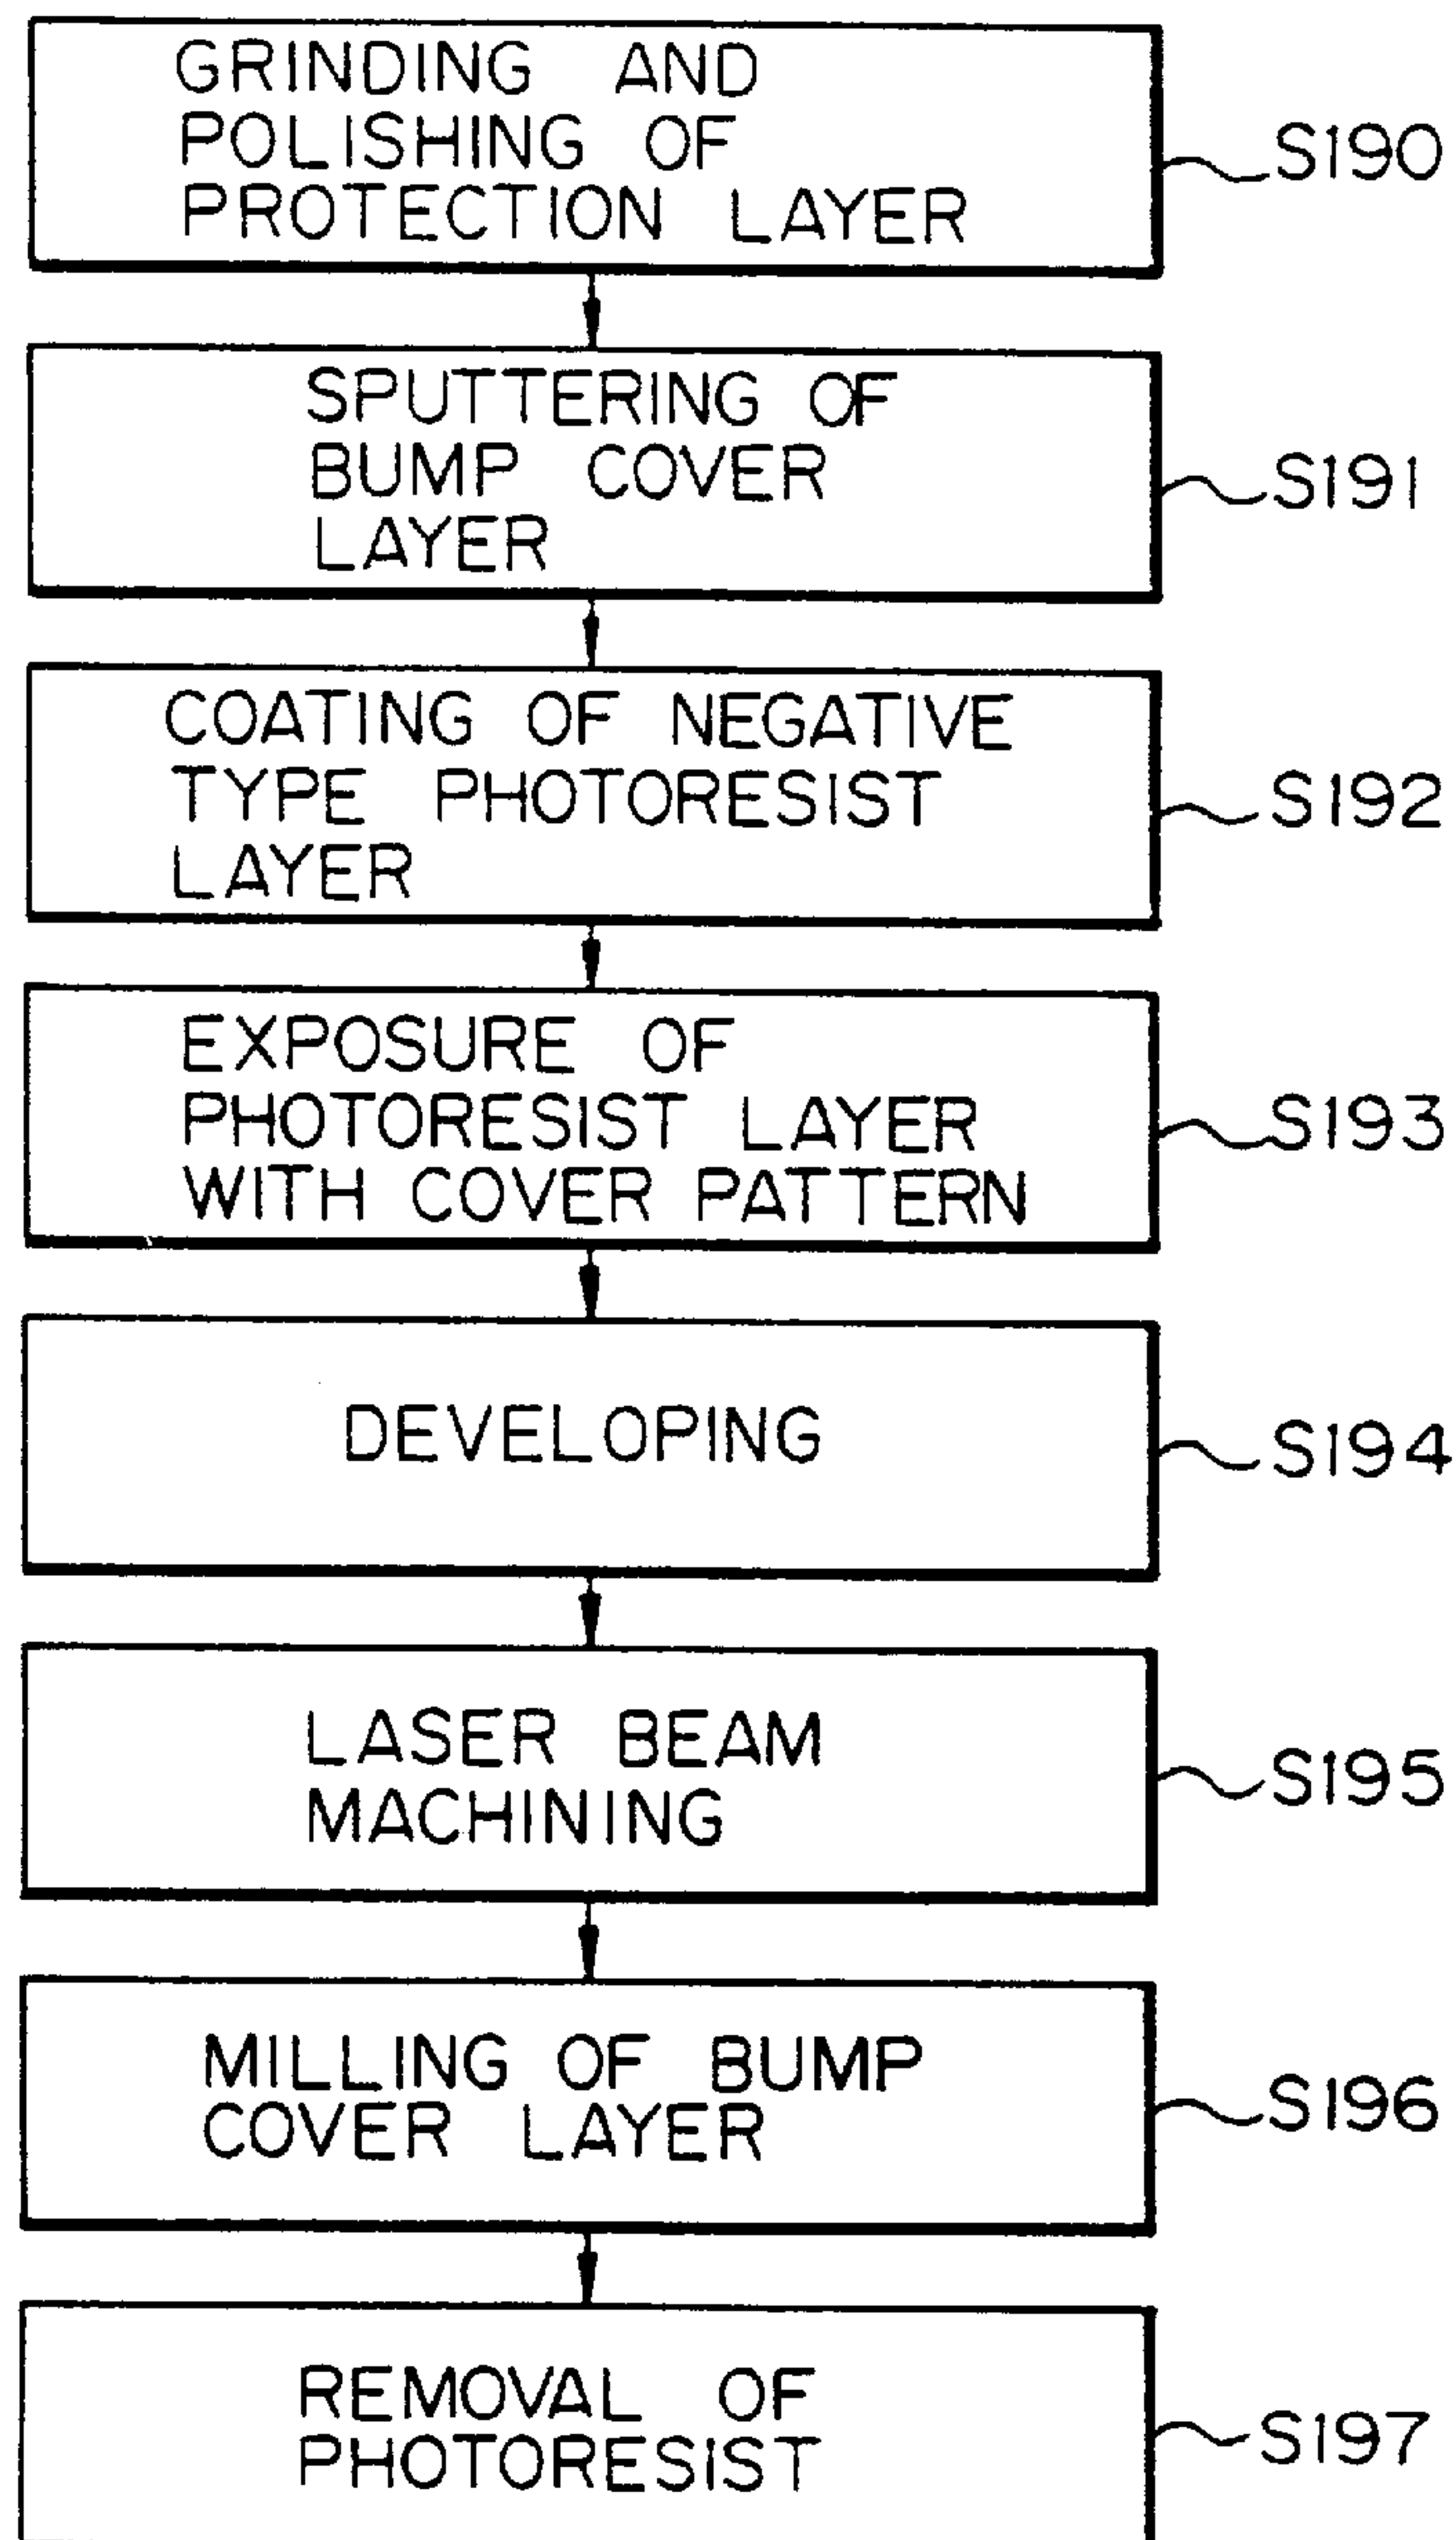 GRINDING AND
POLISHING OF
PROTECTION LAYER
S190
SPUTTERING OF
BUMP COVER
LAYER
S191
COATING OF NEGATIVE
TYPE PHOTORESIST
LAYER
S192
EXPOSURE OF
PHOTORESIST LAYER
WITH COVER PATTERN
S193
DEVELOPING
S194
LASER BEAM
MACHINING
S195
MILLING OF BUMP
COVER LAYER
S196
REMOVAL OF
PHOTORESIST
S197